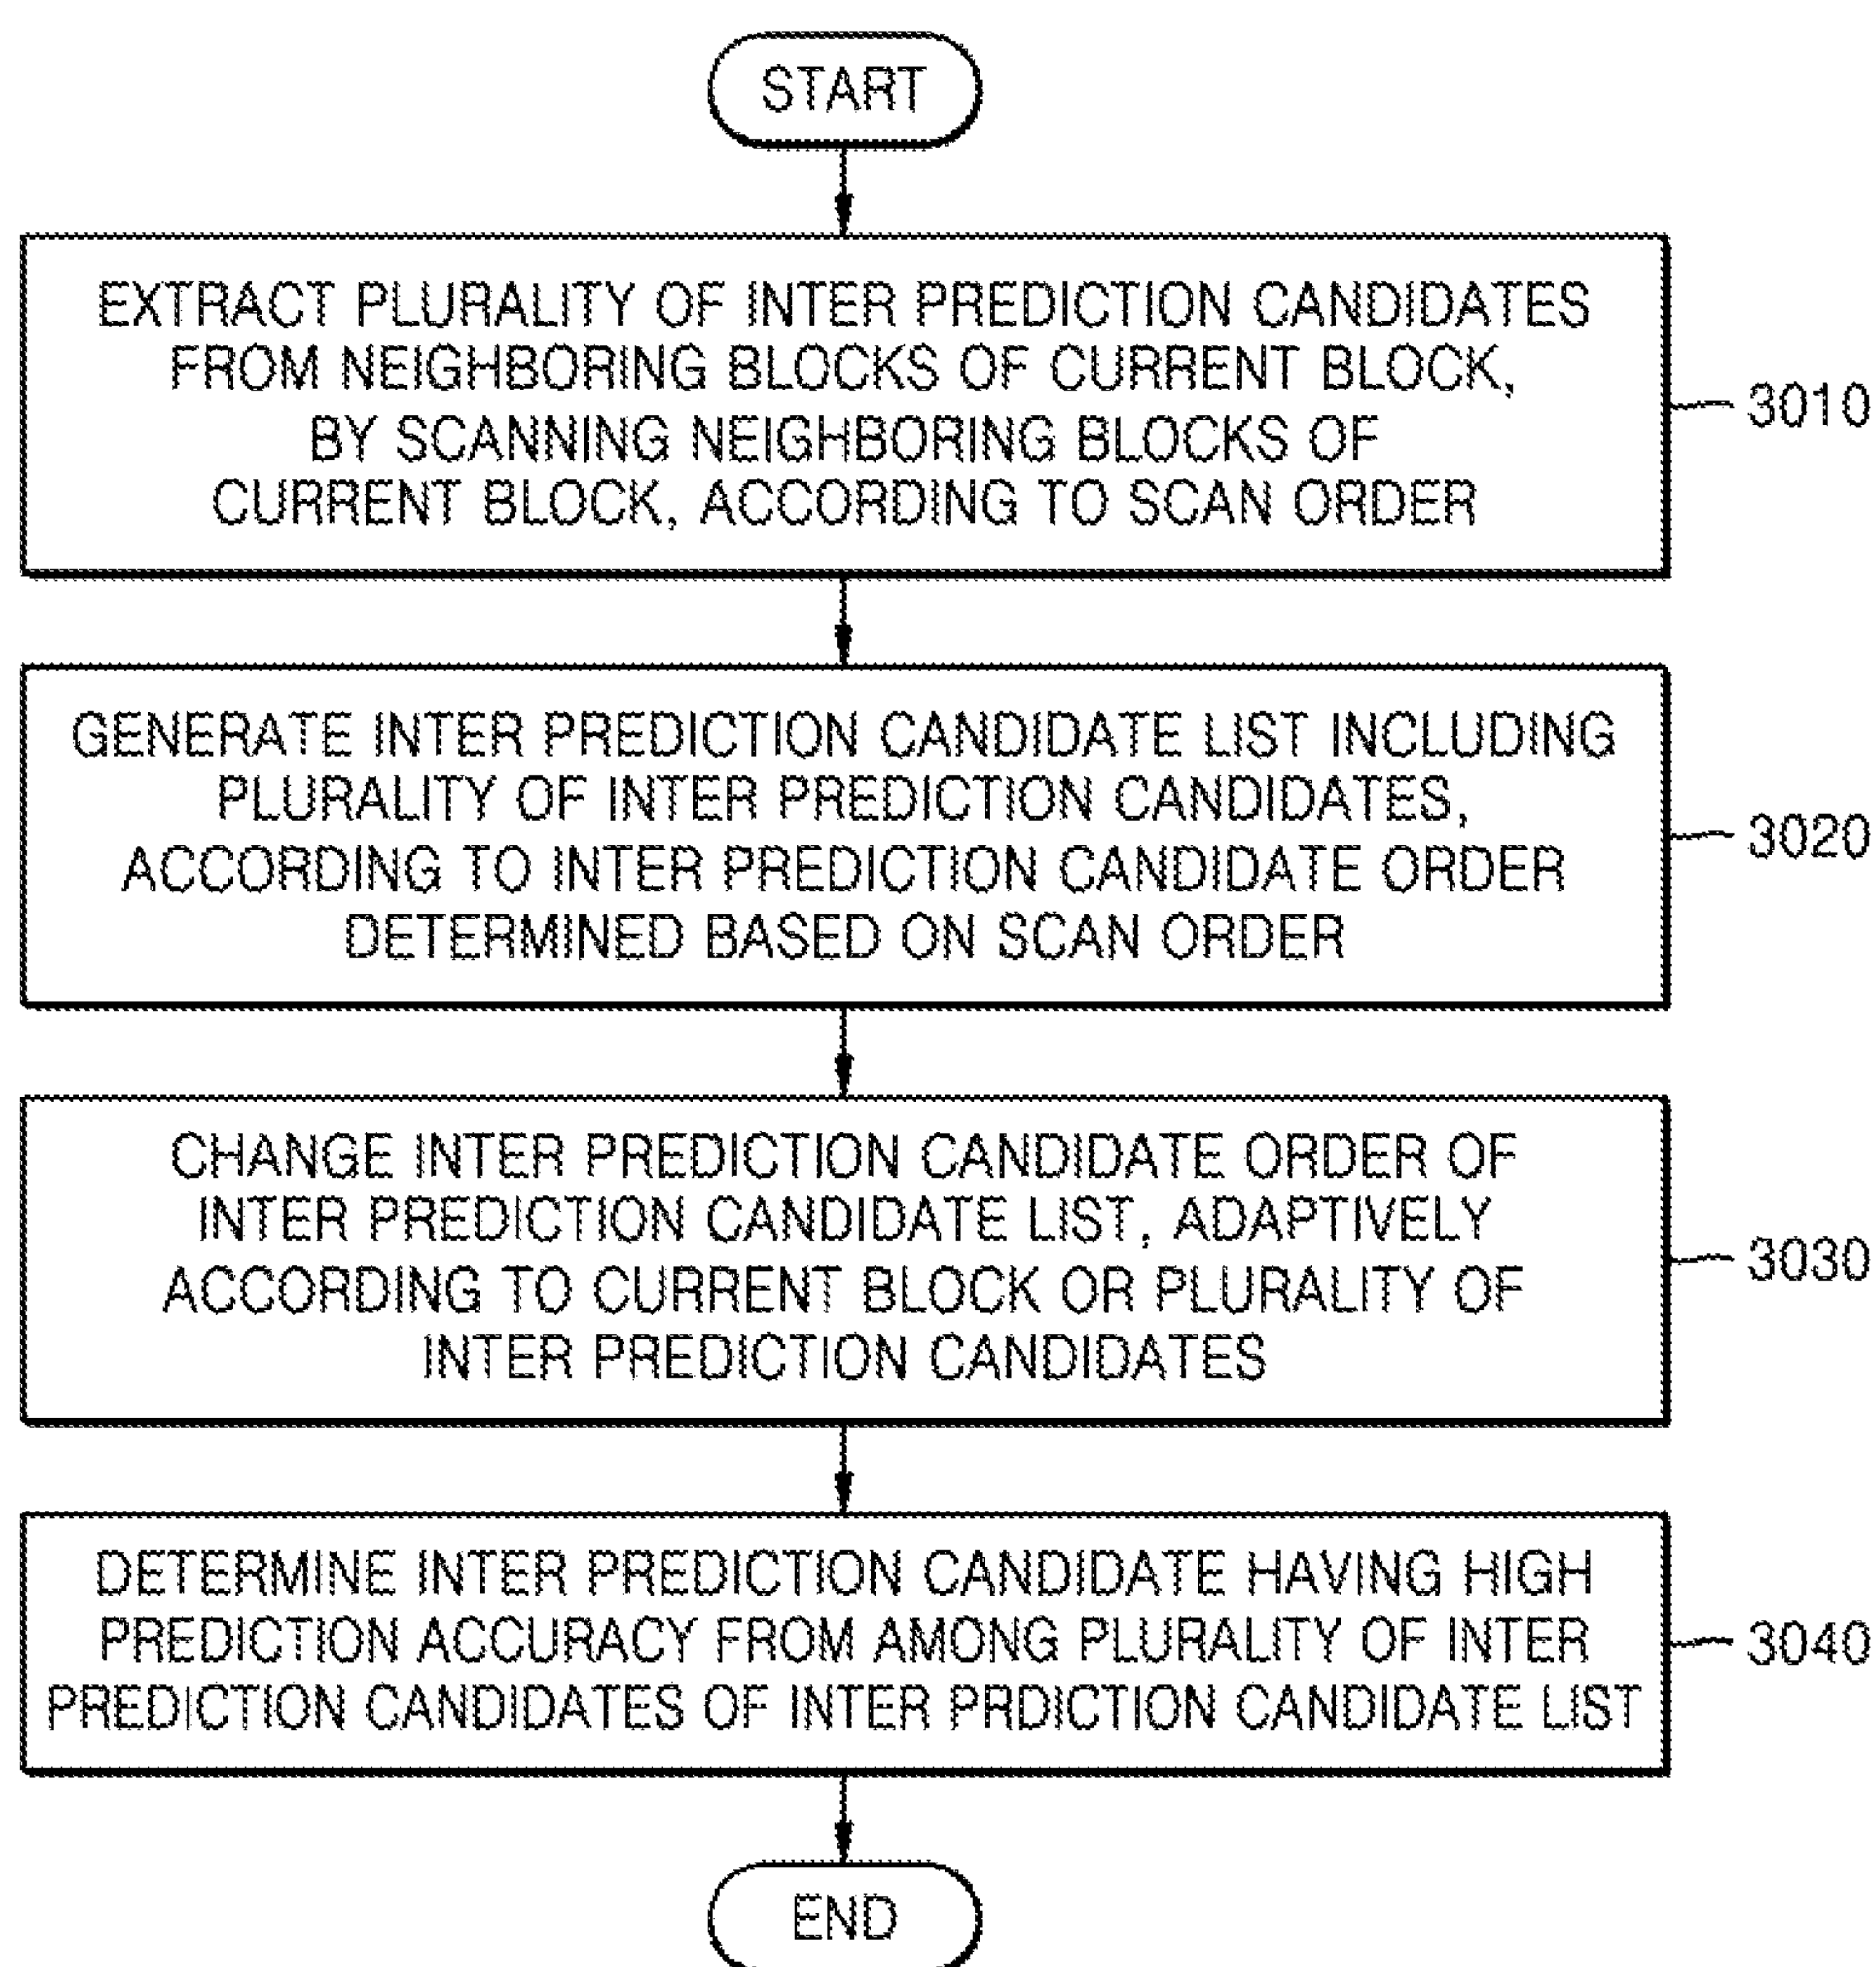 START
EXTRACT PLURALITY OF INTER PREDICTION CANDIDATES
FROM NEIGHBORING BLOCKS OF CURRENT BLOCK,
BY SCANNING NEIGHBORING BLOCKS OF
CURRENT BLOCK, ACCORDING TO SCAN ORDER
3010
GENERATE INTER PREDICTION CANDIDATE LIST INCLUDING
PLURALITY OF INTER PREDICTION CANDIDATES,
ACCORDING TO INTER PREDICTION CANDIDATE ORDER
DETERMINED BASED ON SCAN ORDER
3020
CHANGE INTER PREDICTION CANDIDATE ORDER OF
INTER PREDICTION CANDIDATE LIST, ADAPTIVELY
ACCORDING TO CURRENT BLOCK OR PLURALITY OF
INTER PREDICTION CANDIDATES
3030
DETERMINE INTER PREDICTION CANDIDATE HAVING HIGH
PREDICTION ACCURACY FROM AMONG PLURALITY OF INTER
PREDICTION CANDIDATES OF INTER PRDICTION CANDIDATE LIST
3040
END